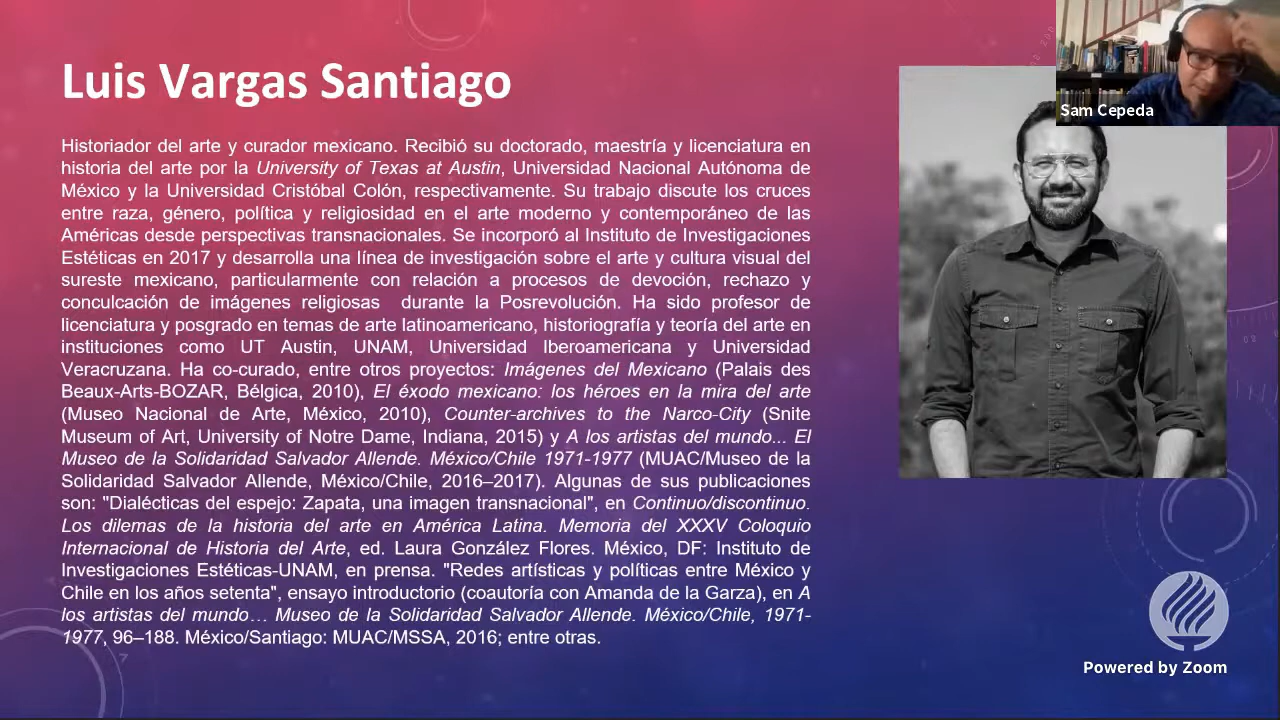 Luis Vargas Santiago
Historiador del arte y curador mexicano. Recibió su doctorado, maestría y licenciatura en
historia del arte por la University of Texas at Austin, Universidad Nacional Autónoma de
México y la Universidad Cristóbal Colón, respectivamente. Su trabajo discute los cruces
entre raza, género, política y religiosidad en el arte moderno y contemporáneo de las
Américas desde perspectivas transnacionales. Se incorporó al Instituto de Investigaciones
Estéticas en 2017 y desarrolla una línea de investigación sobre el arte y cultura visual del
sureste mexicano, particularmente con relación a procesos de devoción, rechazo y
conculcación de imágenes religiosas durante la Posrevolución. Ha sido profesor de
licenciatura y posgrado en temas de arte latinoamericano, historiografía y teoría del arte en
instituciones como UT Austin, UNAM, Universidad Iberoamericana y Universidad
Veracruzana. Ha co-curado, entre otros proyectos: Imágenes del Mexicano (Palais des
Beaux-Arts-BOZAR, Bélgica, 2010), El éxodo mexicano: los héroes en la mira del arte
(Museo Nacional de Arte, México, 2010), Counter-archives to the Narco-City (Snite
Museum of Art, University of Notre Dame, Indiana, 2015) y A los artistas del mundo... El
Museo de la Solidaridad Salvador Allende. México/Chile 1971-1977 (MUAC/Museo de la
Solidaridad Salvador Allende, México/Chile, 2016–2017). Algunas de sus publicaciones
son: "Dialécticas del espejo: Zapata, una imagen transnacional", en Continuo/discontinuo.
Los dilemas de la historia del arte en América Latina. Memoria del XXXV Coloquio
Internacional de Historia del Arte, ed. Laura González Flores. México, DF: Instituto de
Investigaciones Estéticas-UNAM, en prensa. "Redes artísticas y políticas entre México y
Chile en los años setenta", ensayo introductorio (coautoría con Amanda de la Garza), en A
los artistas del mundo… Museo de la Solidaridad Salvador Allende. México/Chile, 1971-
1977, 96–188. México/Santiago: MUAC/MSSA, 2016; entre otras.
Sam Cepeda
Powered by Zoom